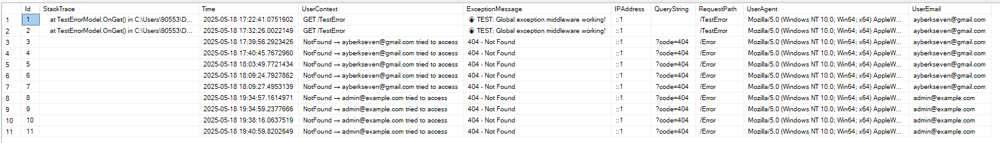 Id StackTrace Time UserContext ExceptionMessage IPAddress QueryString RequestPath UserAgent UserEmail
1 1 at TestErrorModel.OnGet() in C:\Users\90553\D... 2025-05-18 17:22:41.0751602 GET /TestError 🔥 TEST: Global exception middleware working! ::1 /TestError Mozilla/5.0 (Windows NT 10.0; Win64; x64) AppleW... ayberkseven@gmail.com
2 2 at TestErrorModel.OnGet() in C:\Users\90553\D... 2025-05-18 17:32:26.0022149 GET /TestError 🔥 TEST: Global exception middleware working! ::1 /TestError Mozilla/5.0 (Windows NT 10.0; Win64; x64) AppleW... ayberkseven@gmail.com
3 3 2025-05-18 17:39:56.2923426 NotFound → ayberkseven@gmail.com tried to access 404 - Not Found ::1 ?code=404 /Error Mozilla/5.0 (Windows NT 10.0; Win64; x64) AppleW... ayberkseven@gmail.com
4 4 2025-05-18 17:40:45.7672960 NotFound → ayberkseven@gmail.com tried to access 404 - Not Found ::1 ?code=404 /Error Mozilla/5.0 (Windows NT 10.0; Win64; x64) AppleW... ayberkseven@gmail.com
5 5 2025-05-18 18:03:49.7721434 NotFound → ayberkseven@gmail.com tried to access 404 - Not Found ::1 ?code=404 /Error Mozilla/5.0 (Windows NT 10.0; Win64; x64) AppleW... ayberkseven@gmail.com
6 6 2025-05-18 18:09:24.7927862 NotFound → ayberkseven@gmail.com tried to access 404 - Not Found ::1 ?code=404 /Error Mozilla/5.0 (Windows NT 10.0; Win64; x64) AppleW... ayberkseven@gmail.com
7 7 2025-05-18 18:09:27.4953139 NotFound → ayberkseven@gmail.com tried to access 404 - Not Found ::1 ?code=404 /Error Mozilla/5.0 (Windows NT 10.0; Win64; x64) AppleW... ayberkseven@gmail.com
8 8 2025-05-18 19:34:57.1614971 NotFound → admin@example.com tried to access 404 - Not Found ::1 ?code=404 /Error Mozilla/5.0 (Windows NT 10.0; Win64; x64) AppleW... admin@example.com
9 9 2025-05-18 19:34:59.2377666 NotFound → admin@example.com tried to access 404 - Not Found ::1 ?code=404 /Error Mozilla/5.0 (Windows NT 10.0; Win64; x64) AppleW... admin@example.com
10 10 2025-05-18 19:38:16.0637519 NotFound → admin@example.com tried to access 404 - Not Found ::1 ?code=404 /Error Mozilla/5.0 (Windows NT 10.0; Win64; x64) AppleW... admin@example.com
11 11 2025-05-18 19:40:59.8202649 NotFound → admin@example.com tried to access 404 - Not Found ::1 ?code=404 /Error Mozilla/5.0 (Windows NT 10.0; Win64; x64) AppleW... admin@example.com